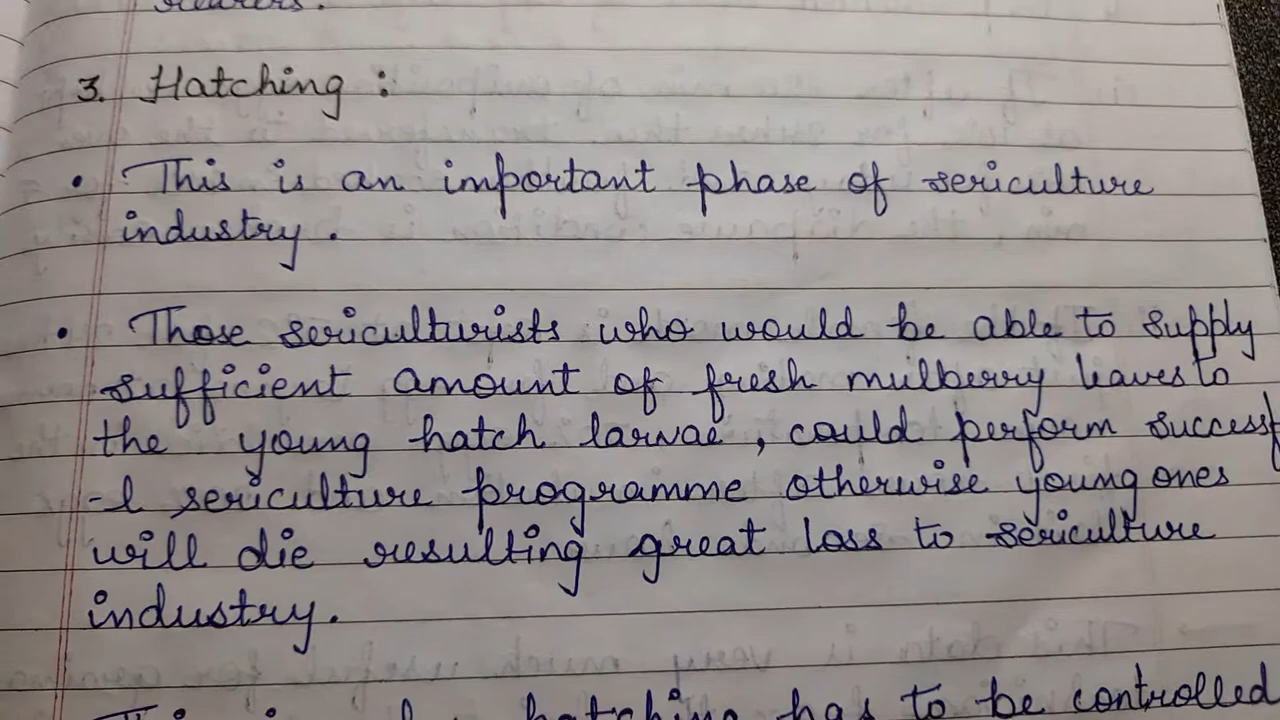 rearers.
3. Hatching :
• This is an important phase of sericulture
industry.
• Those sericulturists who would be able to supply
sufficient amount of fresh mulberry leaves to
the young hatch larvae, could perform successf
-l sericulture programme otherwise young ones
will die resulting great loss to sericulture
industry.
hatching has to be controlled